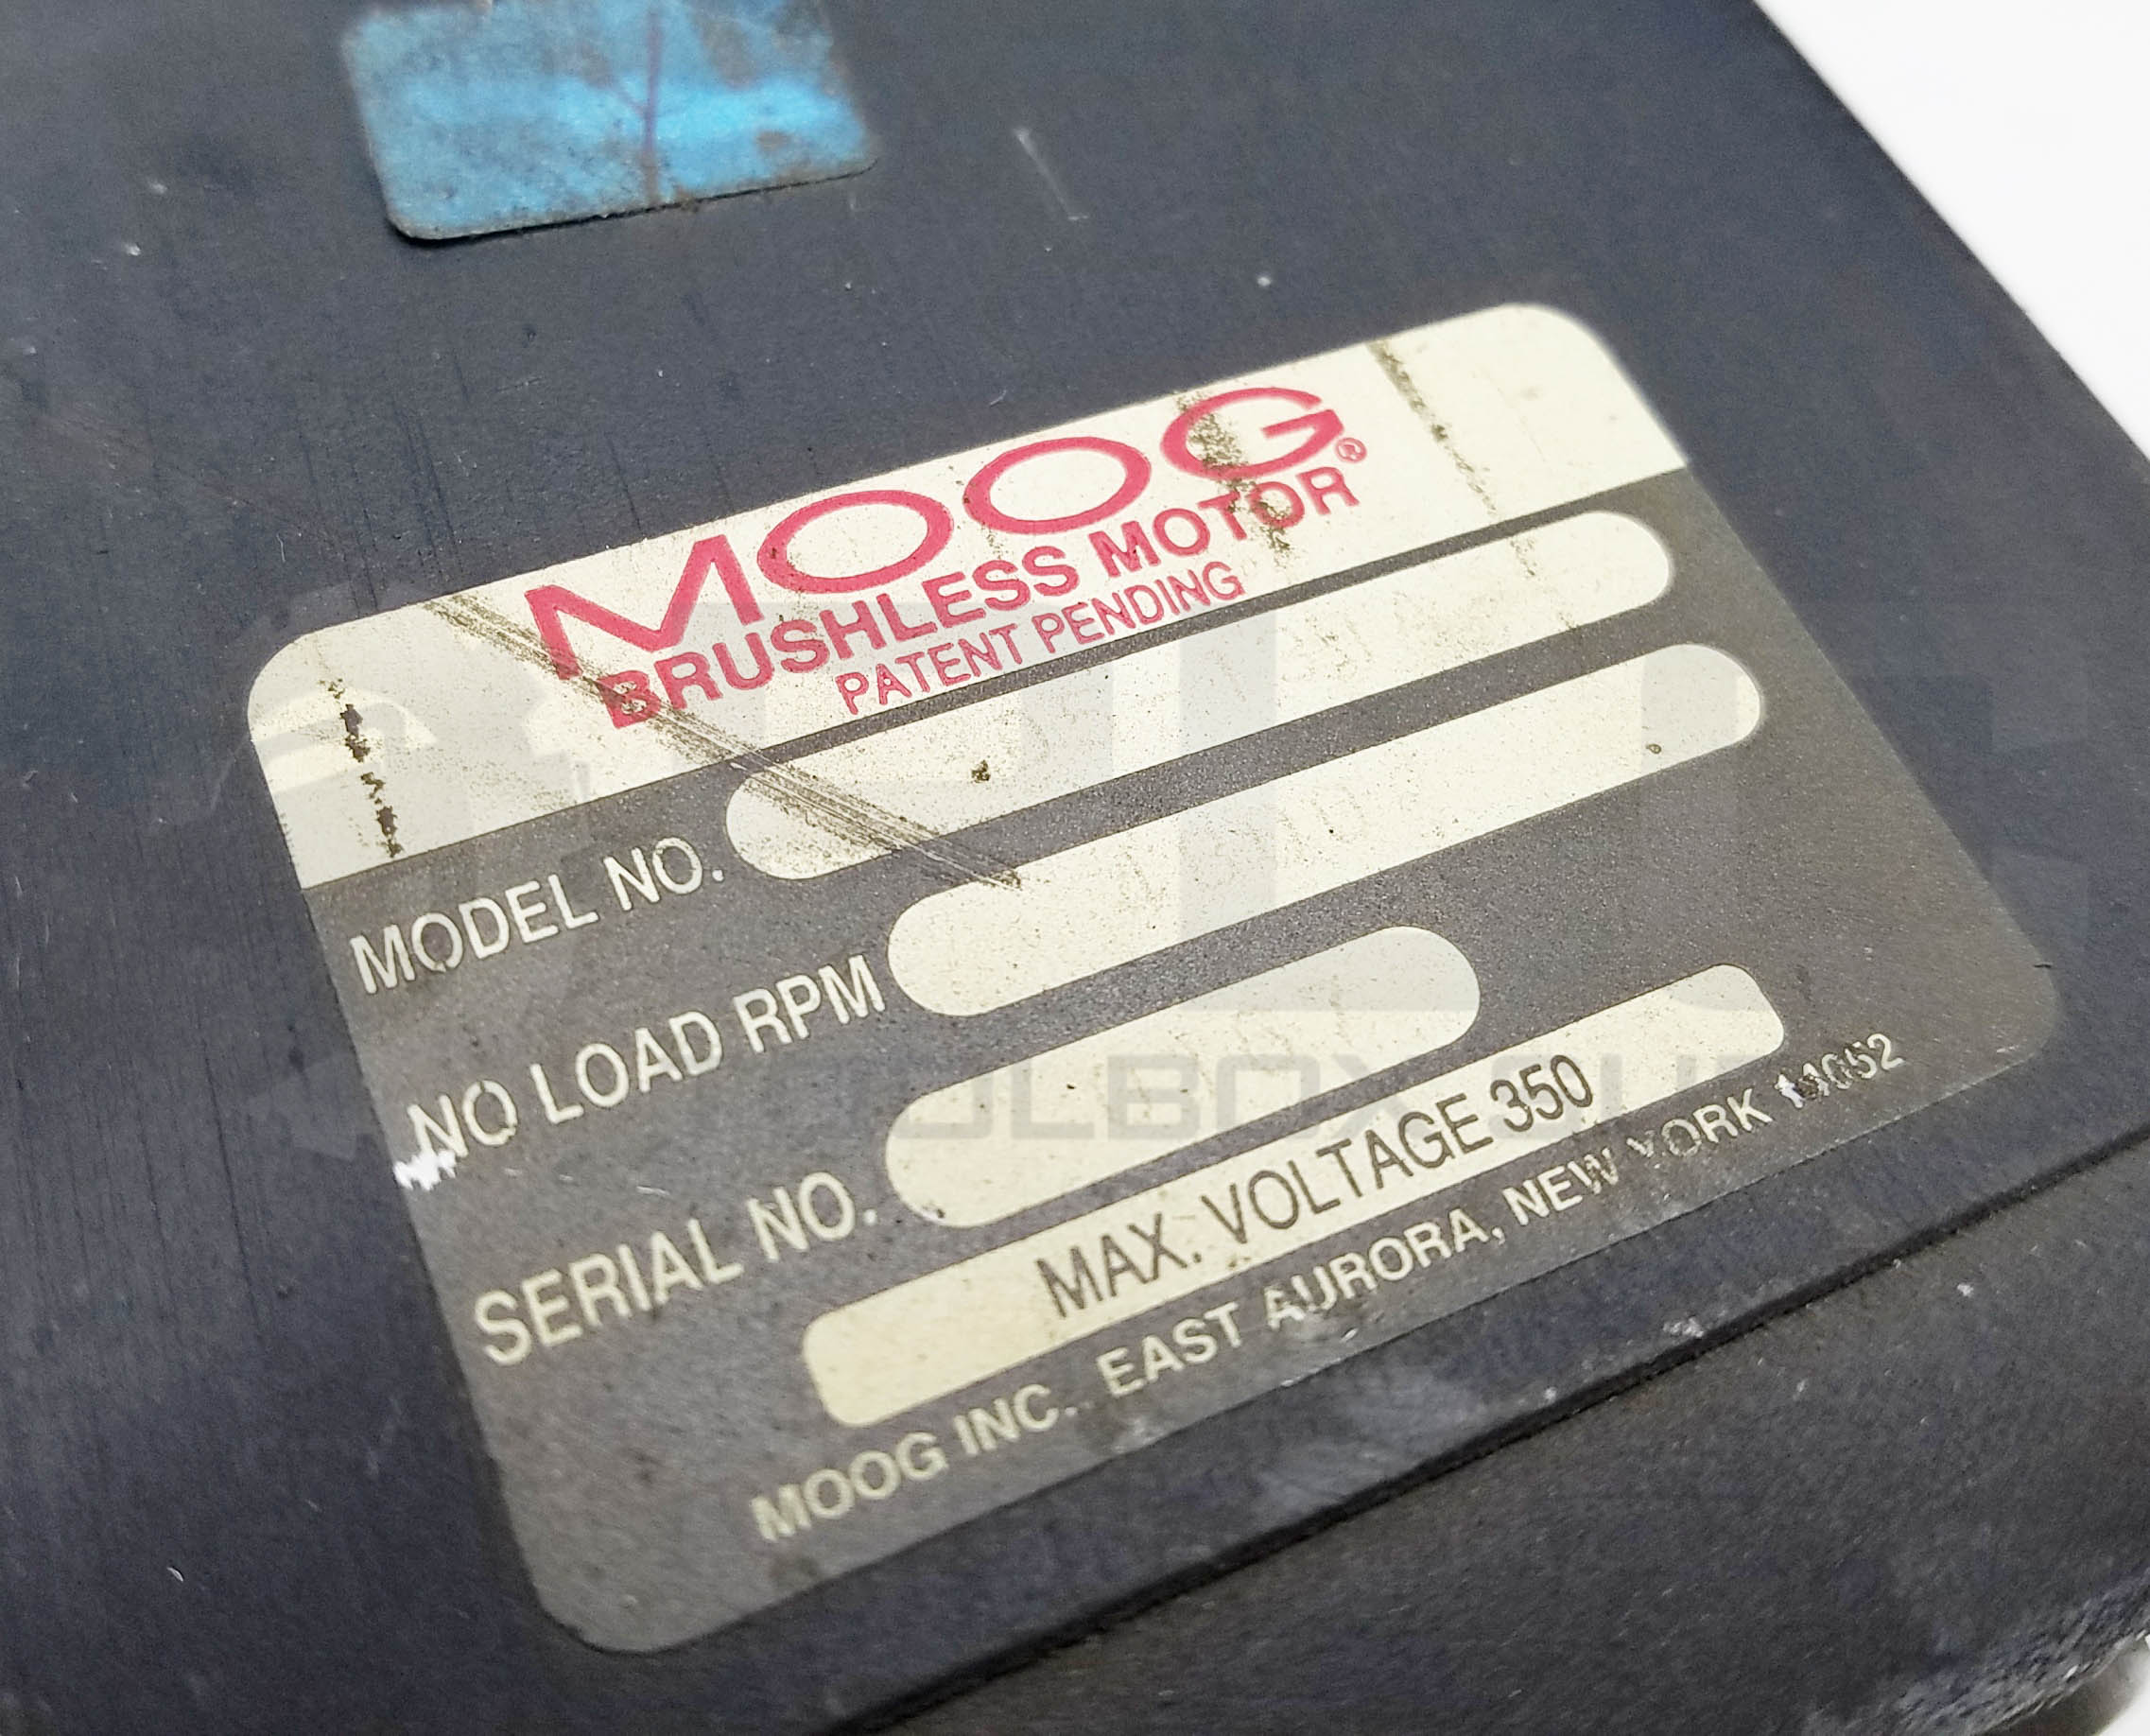 MOOG®
BRUSHLESS MOTOR
PATENT PENDING
MODEL NO.
NO LOAD RPM
SERIAL NO.
MAX. VOLTAGE 350
MOOG INC., EAST AURORA, NEW YORK 14052